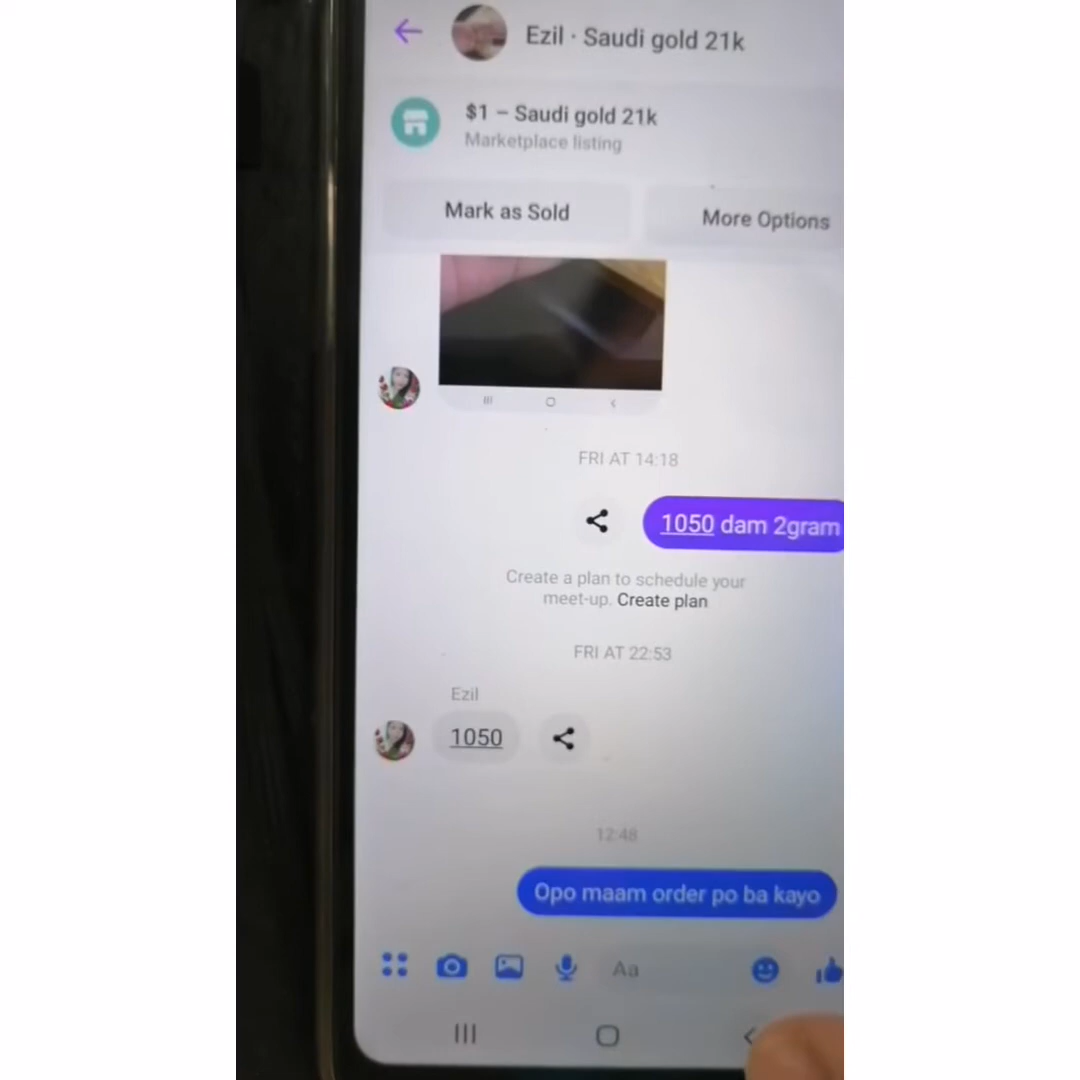 Ezil · Saudi gold 21k
$1 – Saudi gold 21k
Marketplace listing
Mark as Sold
More Options
FRI AT 14:18
1050 dam 2gram
Create a plan to schedule your
meet-up. Create plan
FRI AT 22:53
Ezil
1050
12:48
Opo maam order po ba kayo
Aa